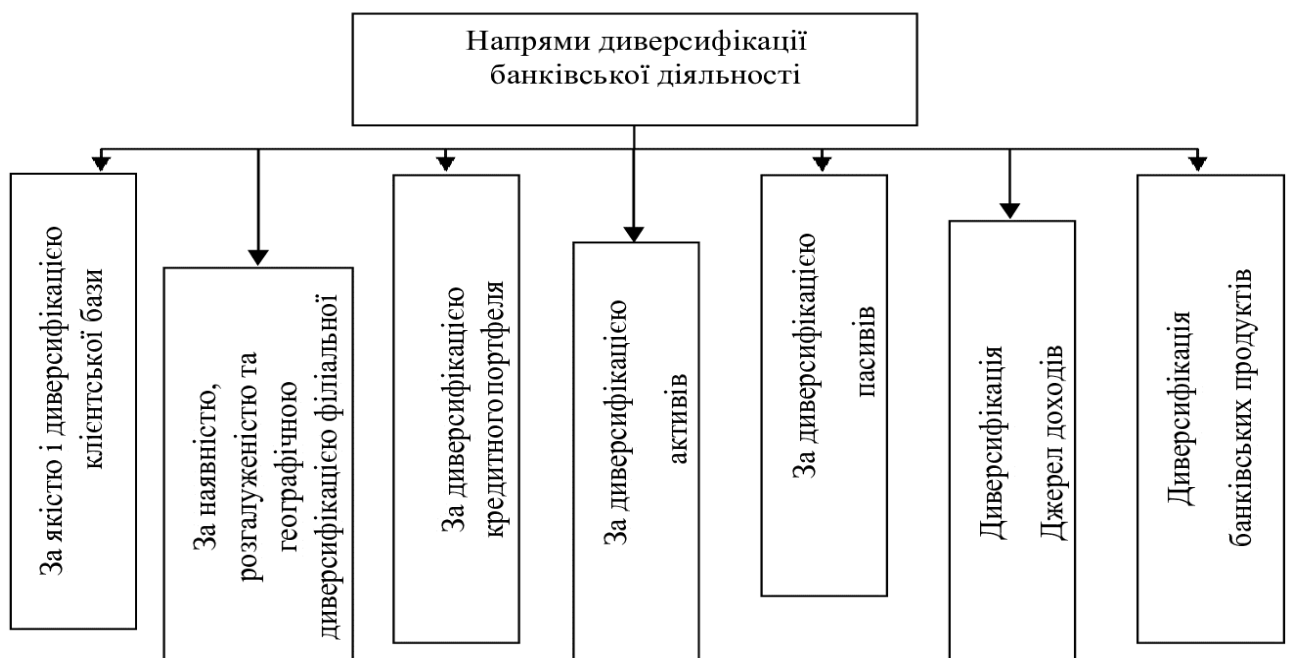 Напрями диверсифікації
банківської діяльності
За якістю і диверсифікацією
клієнтської бази
За наявністю,
розгалуженістю та
географічною
диверсифікацією філіальної
За диверсифікацією
кредитногопортфеля
За диверсифікацією
активів
За диверсифікацією
пасивів
Диверсифікація
Джерел доходів
Диверсифікація
банківських продуктів